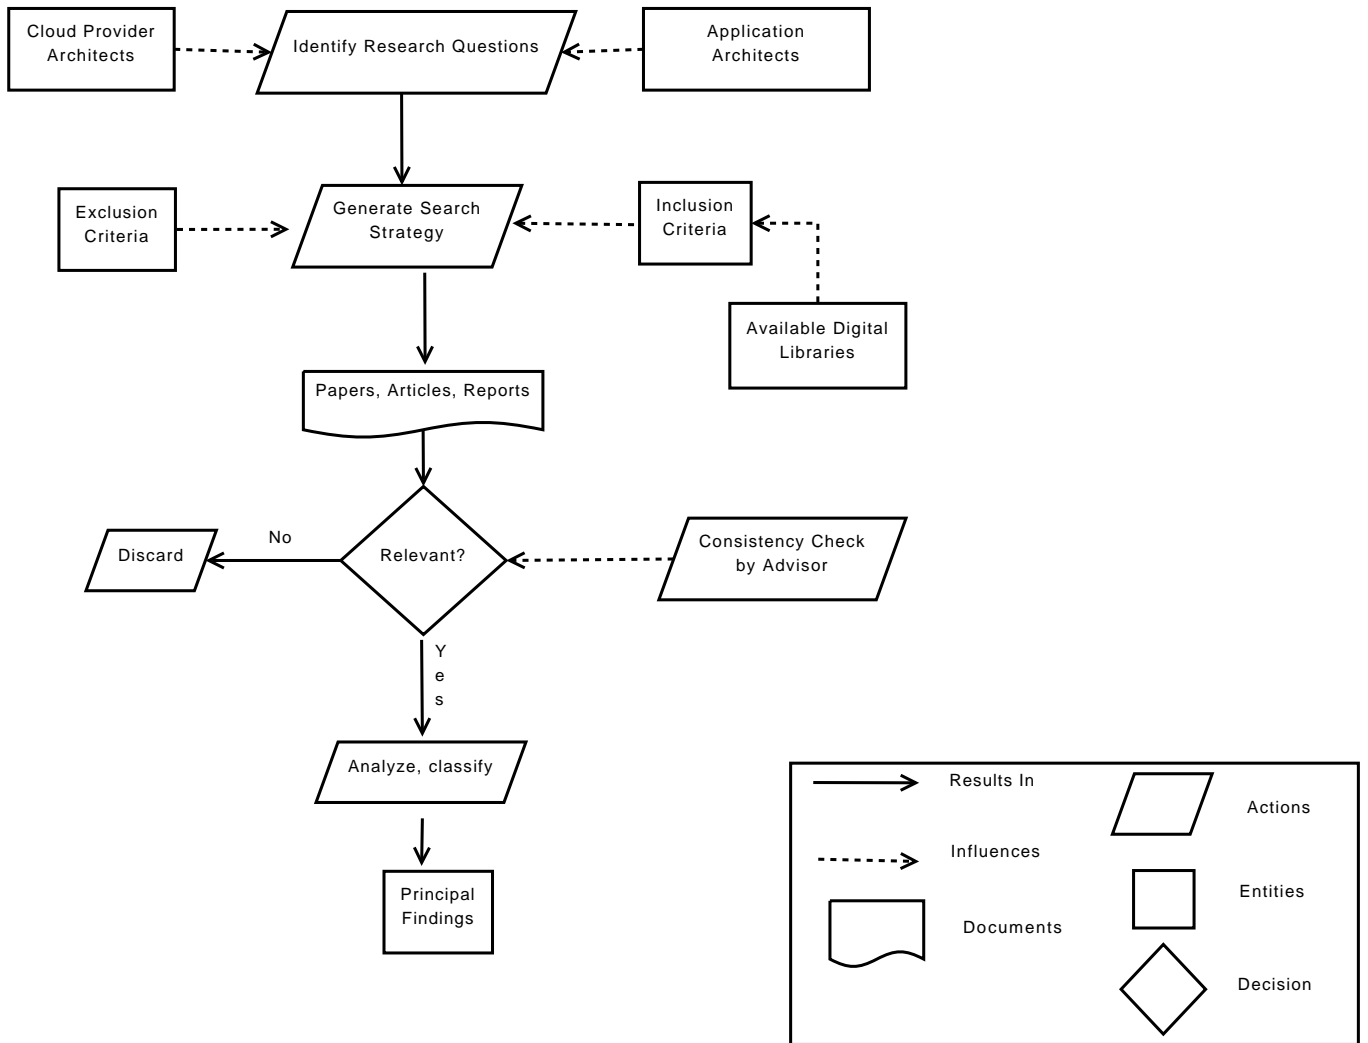 Cloud Provider
Architects
Identify Research Questions
Application
Architects
Exclusion
Criteria
Generate Search
Strategy
Inclusion
Criteria
Available Digital
Libraries
Papers, Articles, Reports
No
Discard
Relevant?
Consistency Check
by Advisor
Y
e
s
Analyze, classify
Principal
Findings
Results In
Actions
Influences
Entities
Documents
Decision